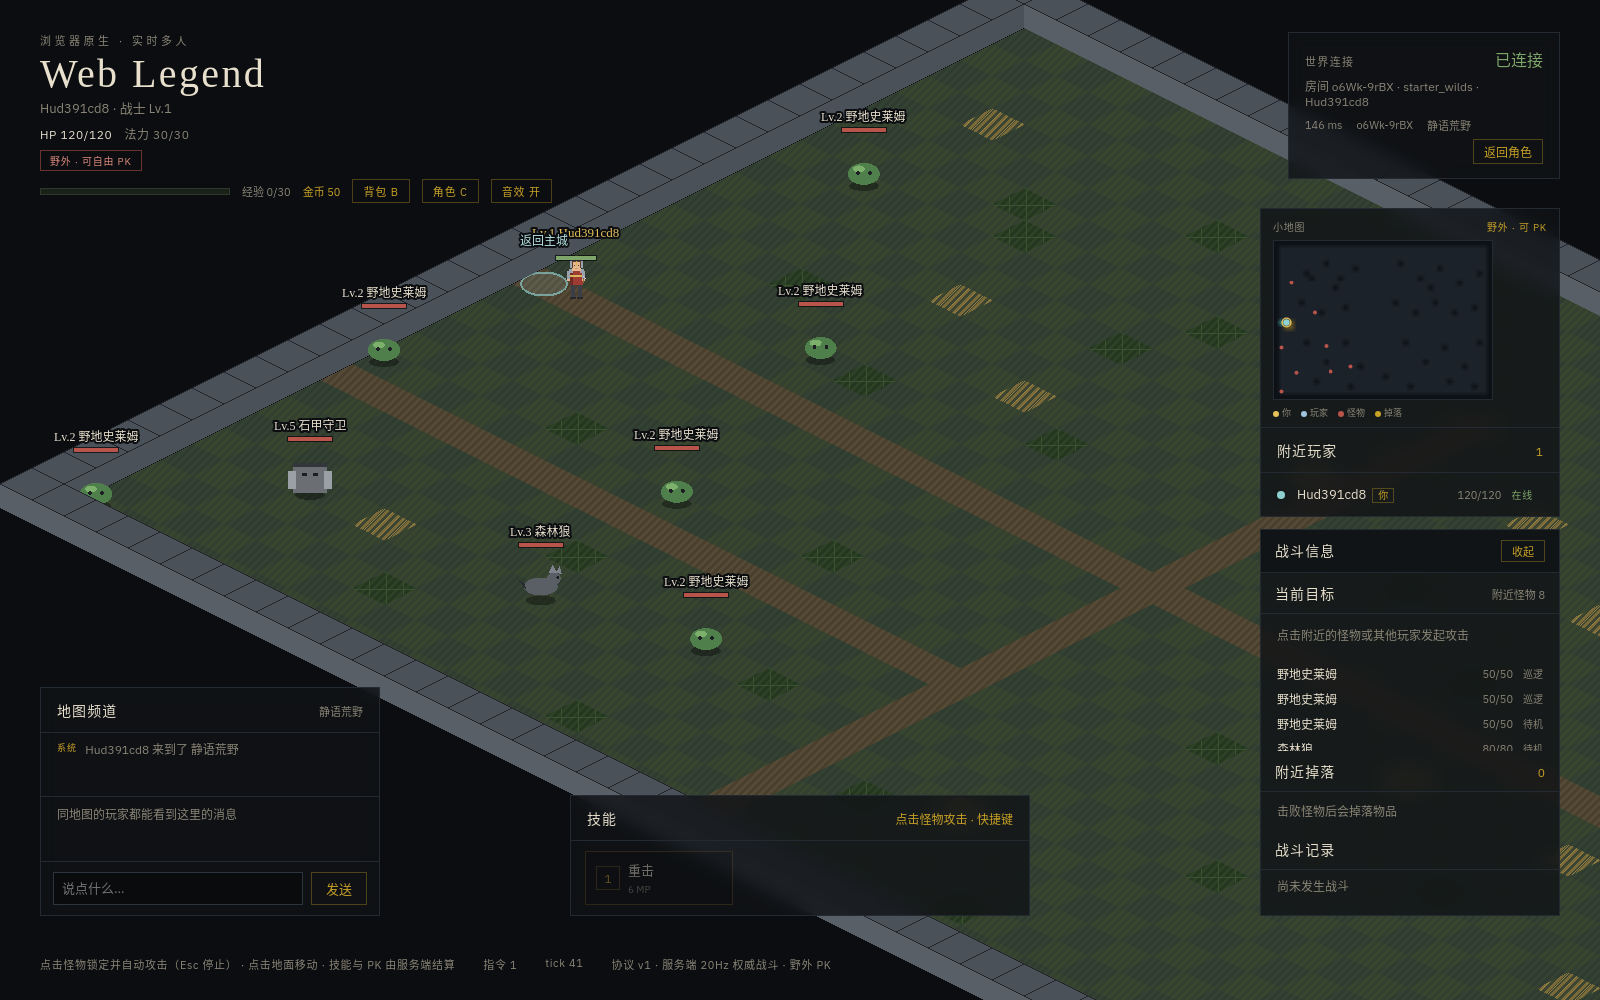 浏览器原生 · 实时多人
Web Legend
Hud391cd8 · 战士 Lv.1
HP 120/120 法力 30/30
野外 · 可自由 PK
经验 0/30 金币 50 背包 B 角色 C 音效 开
世界连接 已连接
房间 o6Wk-9rBX · starter_wilds ·
Hud391cd8
146 ms o6Wk-9rBX 静语荒野
返回角色
Lv.2 野地史莱姆
Lv.1 Hud391cd8
返回主城
Lv.2 野地史莱姆
Lv.2 野地史莱姆
Lv.5 石甲守卫
Lv.2 野地史莱姆
Lv.2 野地史莱姆
Lv.3 森林狼
Lv.2 野地史莱姆
小地图 野外 · 可 PK
你 玩家 怪物 掉落
附近玩家 1
Hud391cd8 你 120/120 在线
战斗信息 收起
当前目标 附近怪物 8
点击附近的怪物或其他玩家发起攻击
野地史莱姆 50/50 巡逻
野地史莱姆 50/50 巡逻
野地史莱姆 50/50 待机
森林狼 80/80 待机
附近掉落 0
击败怪物后会掉落物品
战斗记录
尚未发生战斗
地图频道 静语荒野
系统 Hud391cd8 来到了 静语荒野
同地图的玩家都能看到这里的消息
说点什么... 发送
技能 点击怪物攻击 · 快捷键
1 重击
6 MP
点击怪物锁定并自动攻击（Esc 停止） · 点击地面移动 · 技能与 PK 由服务端结算 指令 1 tick 41 协议 v1 · 服务端 20Hz 权威战斗 · 野外 PK